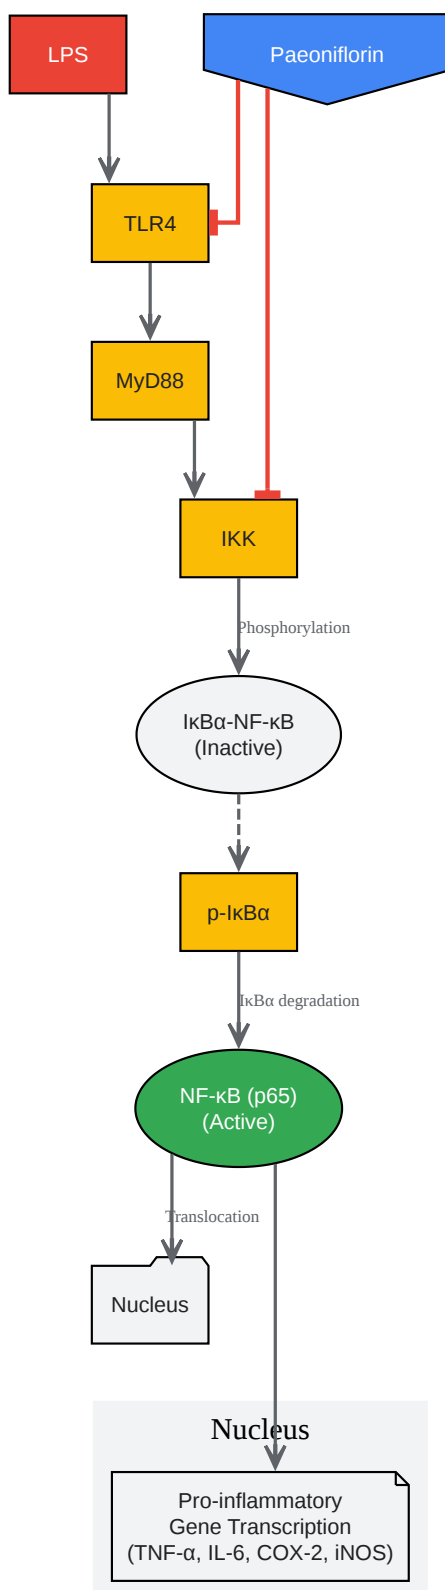 LPS
Paeoniflorin
TLR4
MyD88
IKK
Phosphorylation
IκBα-NF-κB
(Inactive)
p-IκBα
IκBα degradation
NF-κB (p65)
(Active)
Translocation
Nucleus
Nucleus
Pro-inflammatory
Gene Transcription
(TNF-α, IL-6, COX-2, iNOS)